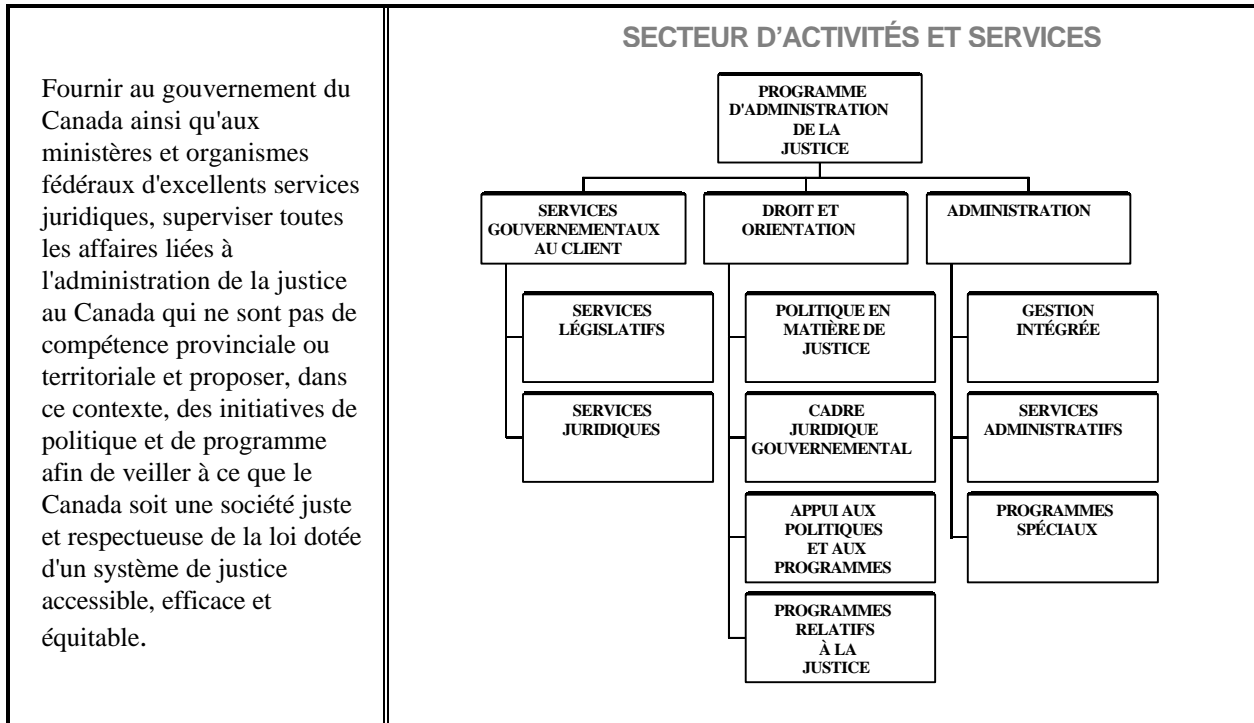 Fournir au gouvernement du
Canada ainsi qu'aux
ministères et organismes
fédéraux d'excellents services
juridiques, superviser toutes
les affaires liées à
l'administration de la justice
au Canada qui ne sont pas de
compétence provinciale ou
territoriale et proposer, dans
ce contexte, des initiatives de
politique et de programme
afin de veiller à ce que le
Canada soit une société juste
et respectueuse de la loi dotée
d'un système de justice
accessible, efficace et
équitable.
SECTEUR D'ACTIVITÉS ET SERVICES
PROGRAMME
D'ADMINISTRATION
DE LA
JUSTICE
SERVICES
GOUVERNEMENTAUX
AU CLIENT
SERVICES
LÉGISLATIFS
SERVICES
JURIDIQUES
DROIT ET
ORIENTATION
POLITIQUE EN
MATIÈRE DE
JUSTICE
CADRE
JURIDIQUE
GOUVERNEMENTAL
APPUI AUX
POLITIQUES
ET AUX
PROGRAMMES
PROGRAMMES
RELATIFS
À LA
JUSTICE
ADMINISTRATION
GESTION
INTÉGRÉE
SERVICES
ADMINISTRATIFS
PROGRAMMES
SPÉCIAUX